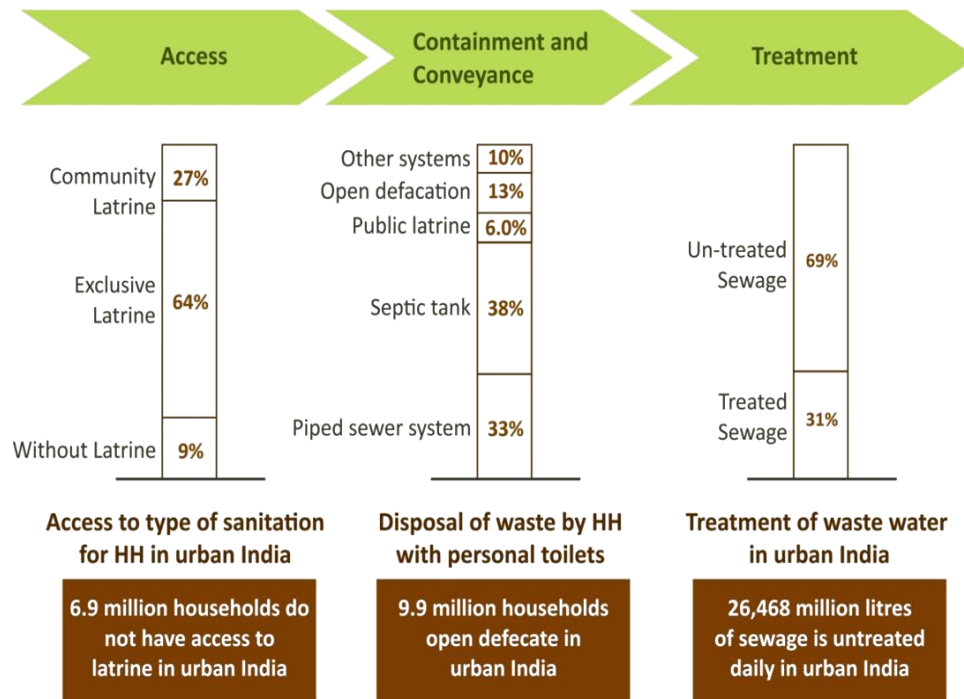 Access
Containment and
Conveyance
Treatment
Community
Latrine
27%
Exclusive
Latrine
64%
Without Latrine
9%
Access to type of sanitation
for HH in urban India
6.9 million households do
not have access to
latrine in urban India
Other systems
10%
Open defacation
13%
Public latrine
6.0%
Septic tank
38%
Piped sewer system
33%
Disposal of waste by HH
with personal toilets
9.9 million households
open defecate in
urban India
Un-treated
Sewage
69%
Treated
Sewage
31%
Treatment of waste water
in urban India
26,468 million litres
of sewage is untreated
daily in urban India